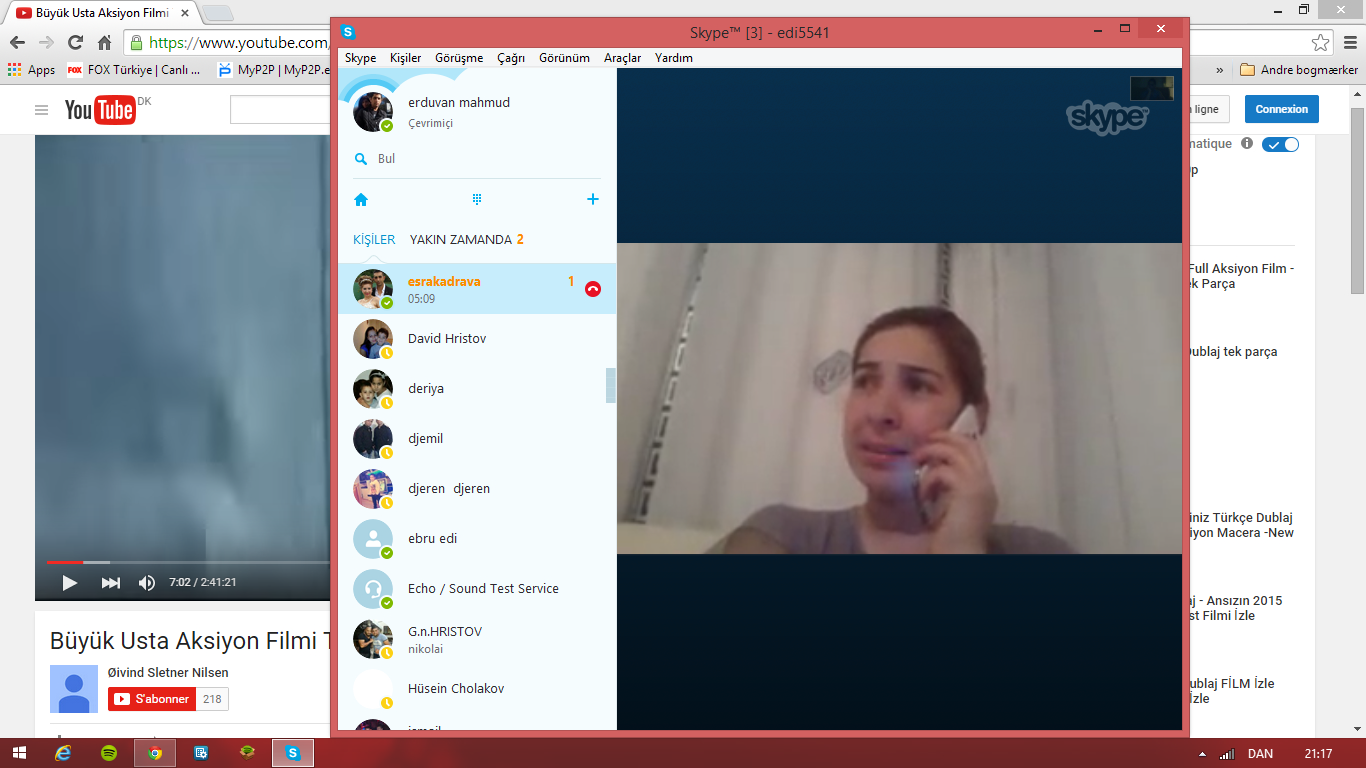 Büyük Usta Aksiyon Filmi
Skype™ [3] - edi5541
https://www.youtube.com/
Apps
FOX Türkiye | Canlı ...
MyP2P | MyP2P.e
»
Andre bogmærker
Skype Kişiler Görüşme Çağrı Görünüm Araçlar Yardım
YouTube DK
n ligne
Connexion
erduvan mahmud
Çevrimiçi
skype
matique
Bul
KİŞİLER YAKIN ZAMANDA 2
esrakadrava 1
05:09
David Hristov
deriya
djemil
djeren djeren
ebru edi
Echo / Sound Test Service
G.n.HRISTOV
nikolai
Hüsein Cholakov
Full Aksiyon Film -
ek Parça
Dublaj tek parça
iniz Türkçe Dublaj
siyon Macera -New
aj - Ansızın 2015
st Filmi İzle
Dublaj FİLM İzle
İzle
7:02 / 2:41:21
Büyük Usta Aksiyon Filmi T
Øivind Sletner Nilsen
S'abonner 218
DAN
21:17